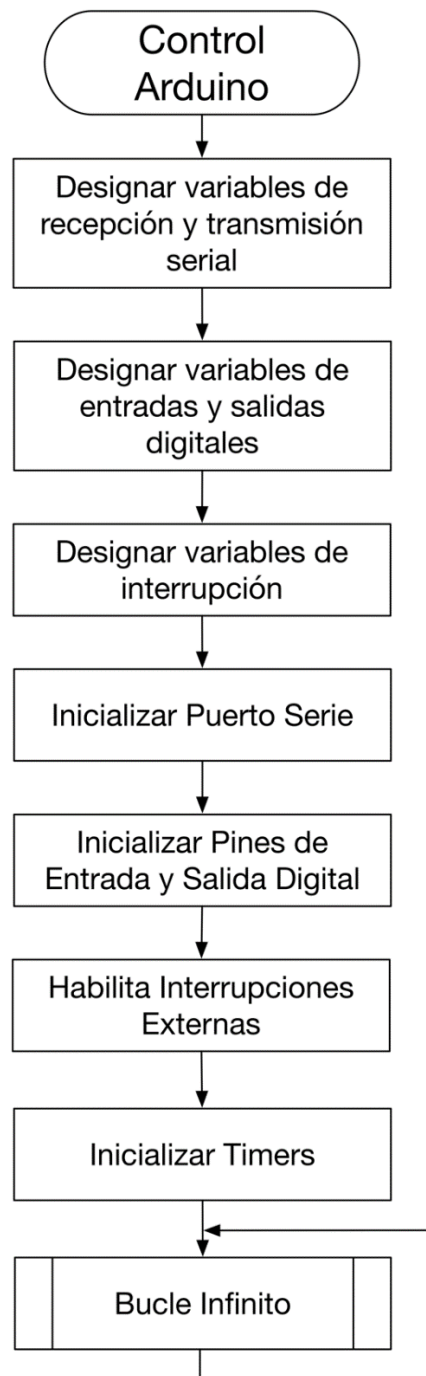 Control
Arduino
Designar variables de
recepción y transmisión
serial
Designar variables de
entradas y salidas
digitales
Designar variables de
interrupción
Inicializar Puerto Serie
Inicializar Pines de
Entrada y Salida Digital
Habilita Interrupciones
Externas
Inicializar Timers
Bucle Infinito